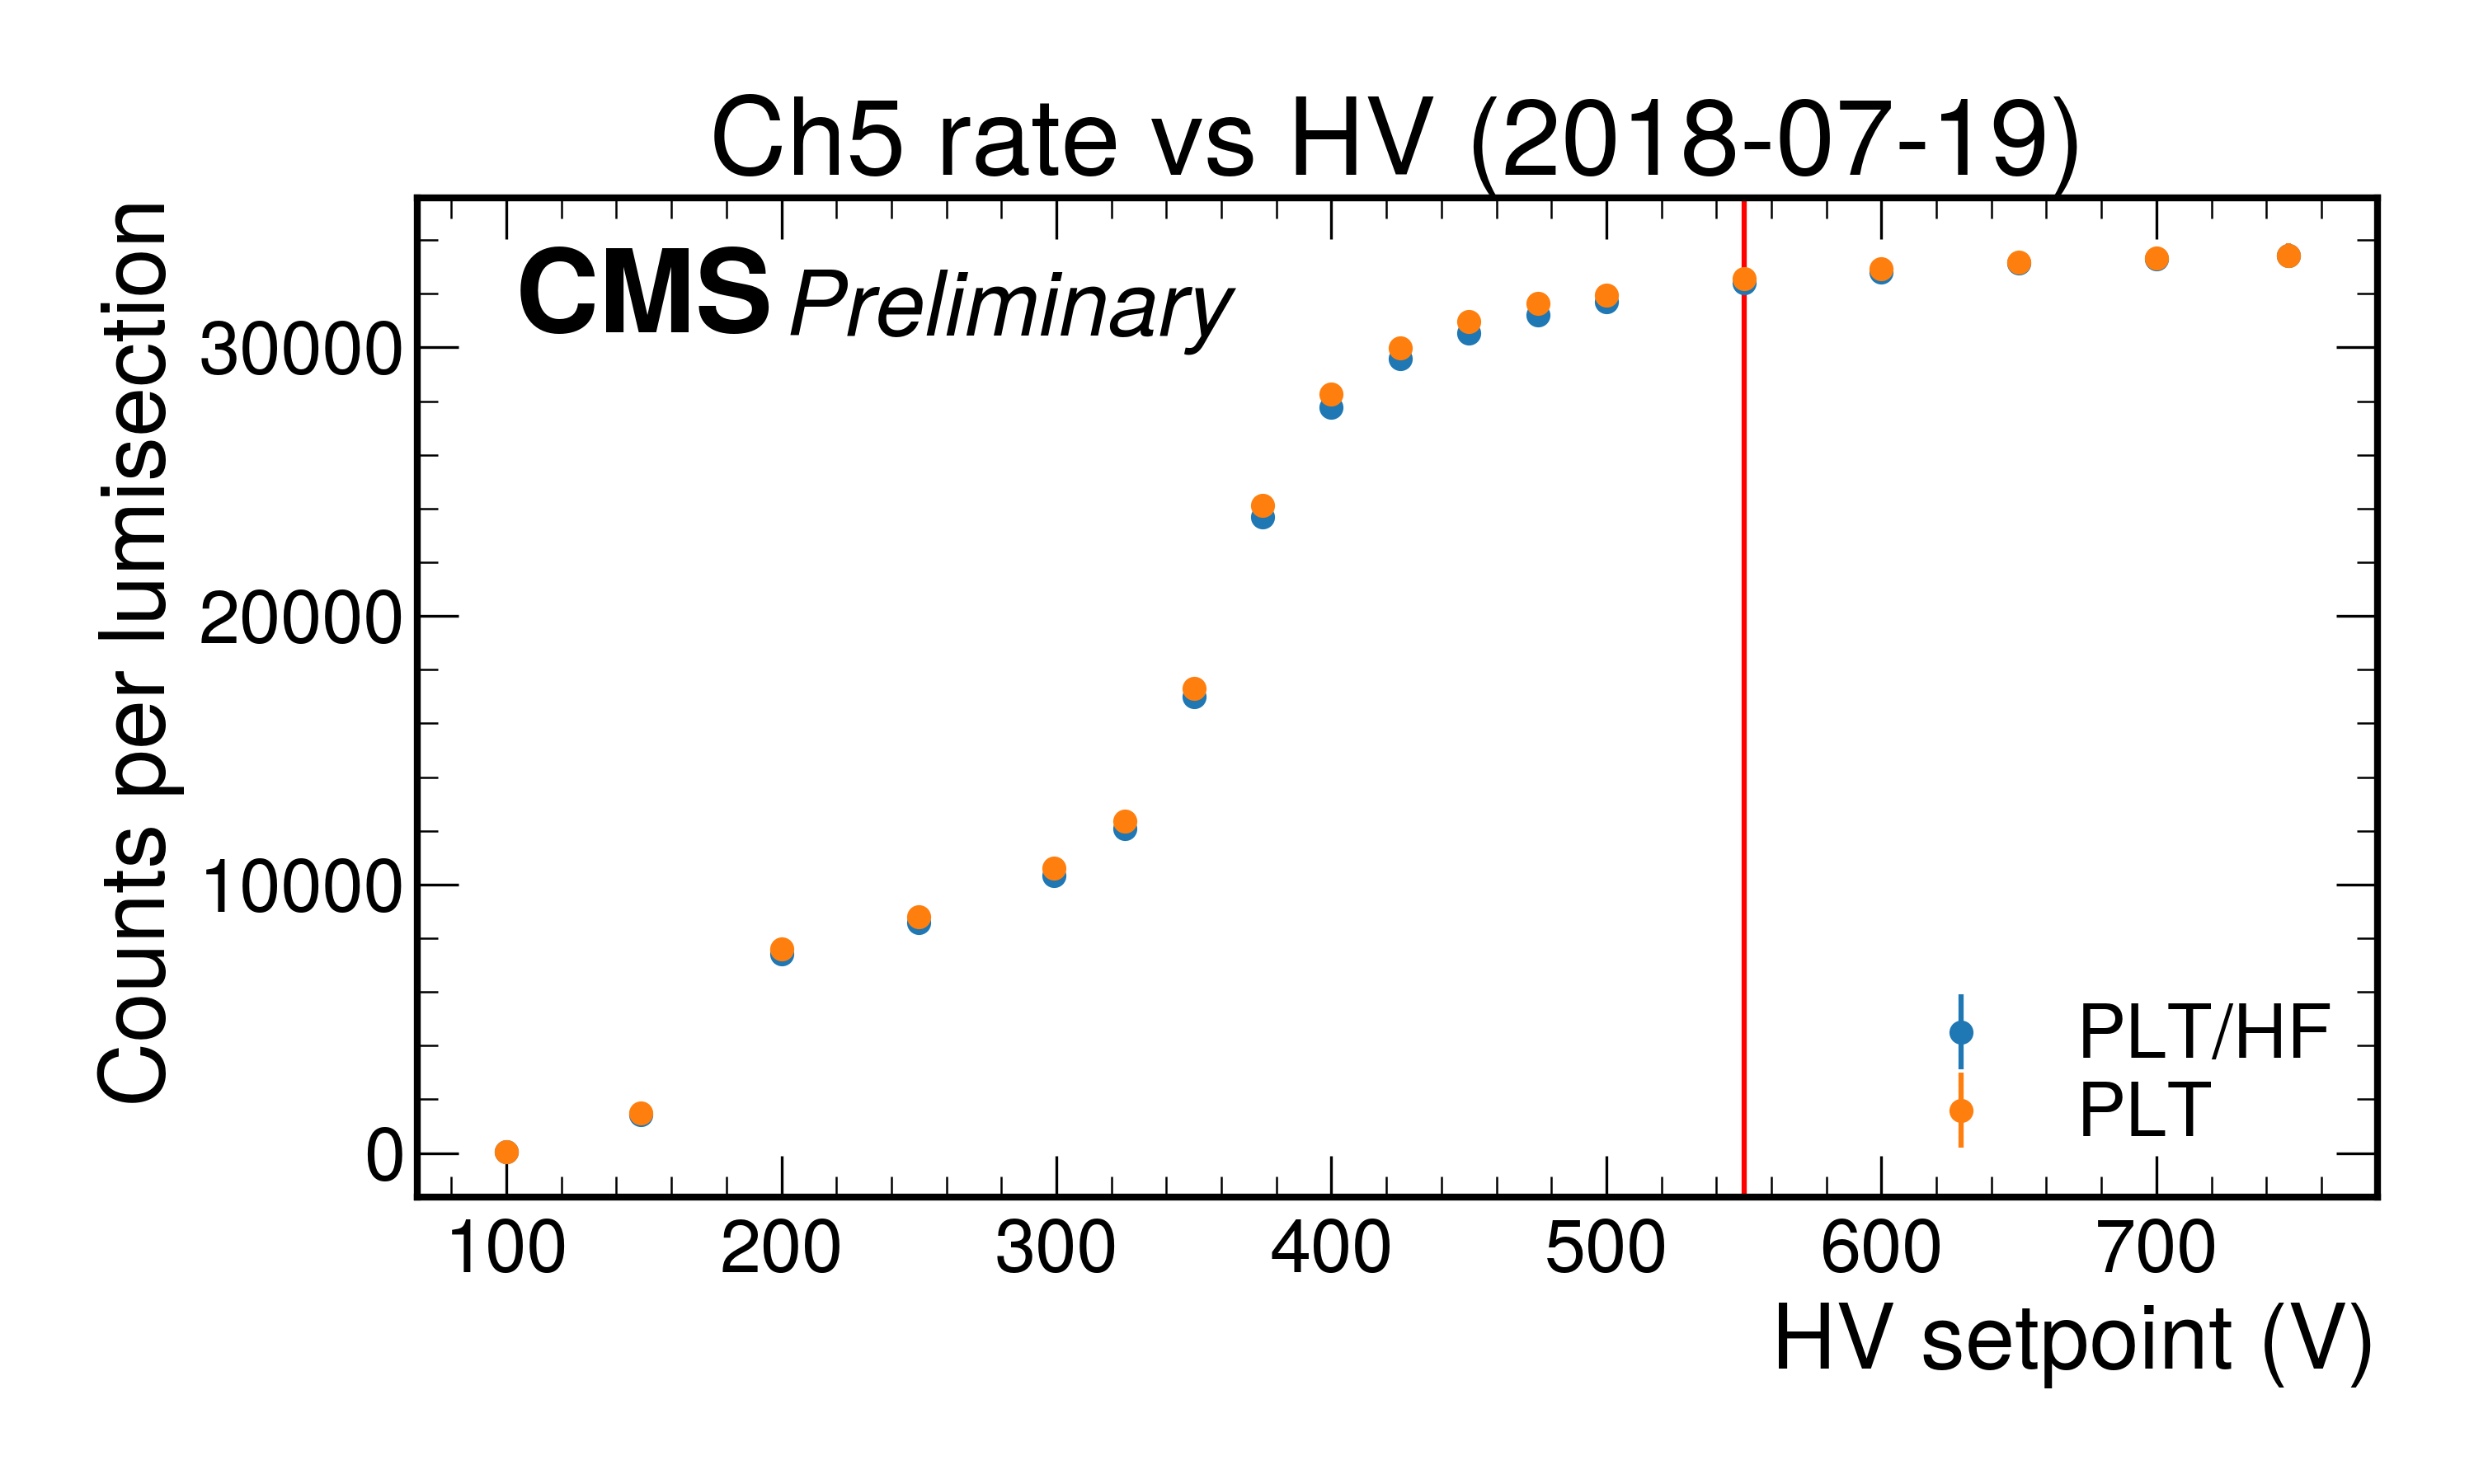 Ch5 rate vs HV (2018-07-19)
CMS Preliminary
Counts per lumisection
30000
20000
10000
0
PLT/HF
PLT
100 200 300 400 500 600 700
HV setpoint (V)